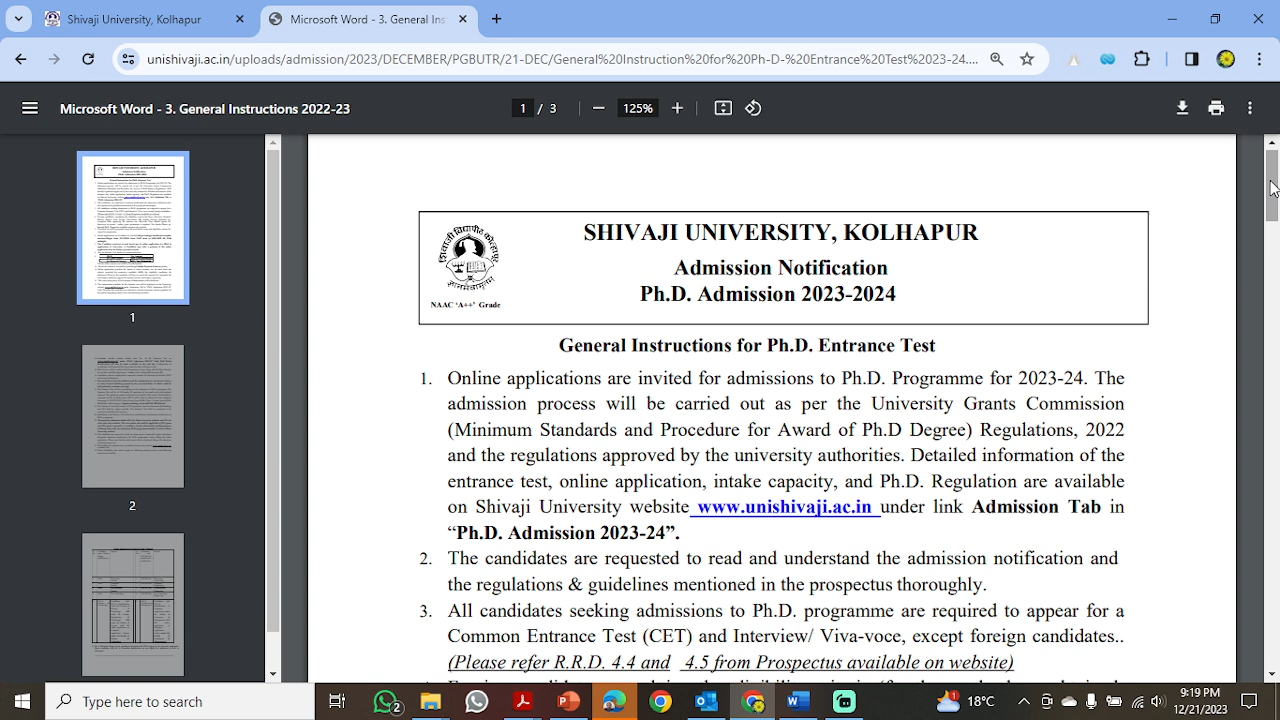 Shivaji University, Kolhapur
Microsoft Word - 3. General Ins
unishivaji.ac.in/uploads/admission/2023/DECEMBER/PGBUTR/21-DEC/General%20Instruction%20for%20Ph-D-%20Entrance%20Test%2023-24....
Microsoft Word - 3. General Instructions 2022-23
1 / 3
125%
1
2
SHIVAJI UNIVERSITY, KOLHAPUR
Admission Notification
Ph.D. Admission 2023-2024
NAAC ‘A++’ Grade
General Instructions for Ph.D. Entrance Test
1. Online applications are invited for admissions to Ph.D. Programme for 2023-24. The
admission process will be carried out as per the University Grants Commission
(Minimum Standards and Procedure for Award of Ph.D Degree) Regulations, 2022
and the regulations approved by the university authorities. Detailed information of the
entrance test, online application, intake capacity, and Ph.D. Regulation are available
on Shivaji University website www.unishivaji.ac.in under link Admission Tab in
“Ph.D. Admission 2023-24”.
2. The candidates are requested to read and understand the admission notification and
the regulations & guidelines mentioned in the prospectus thoroughly
3. All candidates seeking admissions to Ph.D. programme are required to appear for a
Common Entrance Test (CET) and Interview/ Viva-voce, except foreign candidates..
(Please refer R.P.D. 4.4 and 4.5 from Prospectus available on website)
Type here to search
2
1
18°C
9:19 PM
12/21/2023